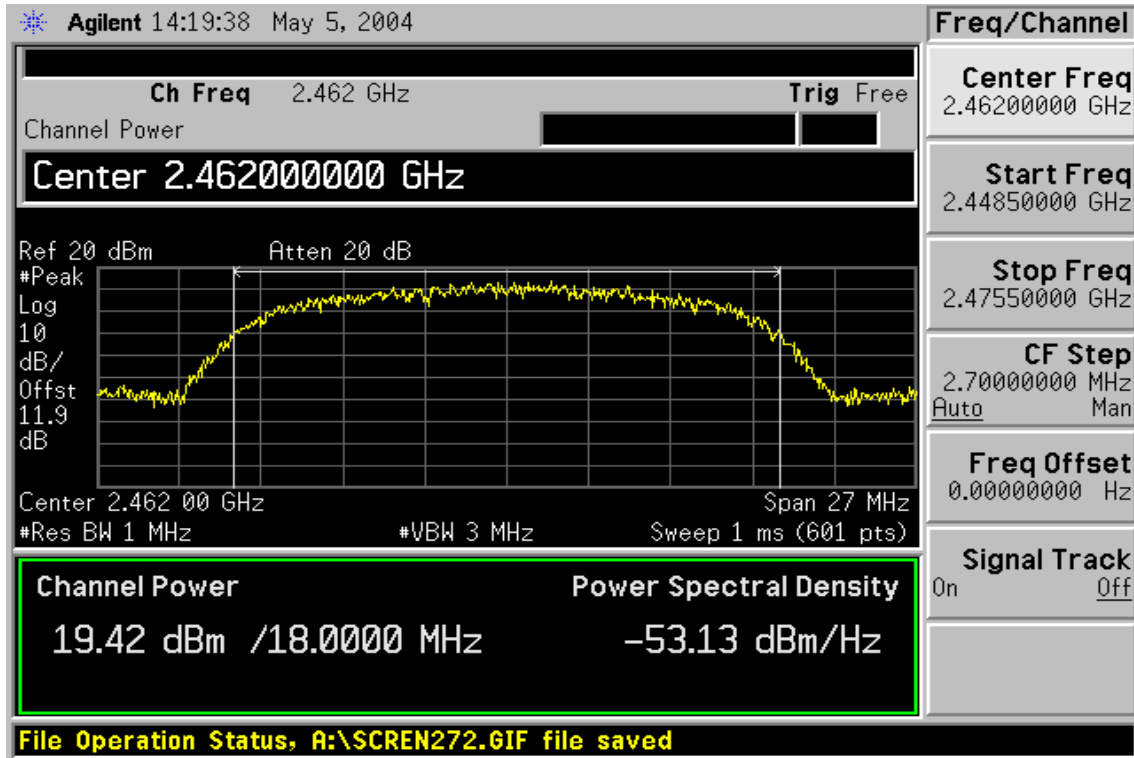 Agilent 14:19:38 May 5, 2004
Ch Freq 2.462 GHz Trig Free
Channel Power
Center 2.462000000 GHz
Ref 20 dBm Atten 20 dB
#Peak
Log
10
dB/
Offst
11.9
dB
Center 2.462 00 GHz Span 27 MHz
#Res BW 1 MHz #VBW 3 MHz Sweep 1 ms (601 pts)
Channel Power Power Spectral Density
19.42 dBm /18.0000 MHz -53.13 dBm/Hz
File Operation Status, A:\SCREN272.GIF file saved
Freq/Channel
Center Freq
2.46200000 GHz
Start Freq
2.44850000 GHz
Stop Freq
2.47550000 GHz
CF Step
2.70000000 MHz
Auto Man
Freq Offset
0.00000000 Hz
Signal Track
On Off